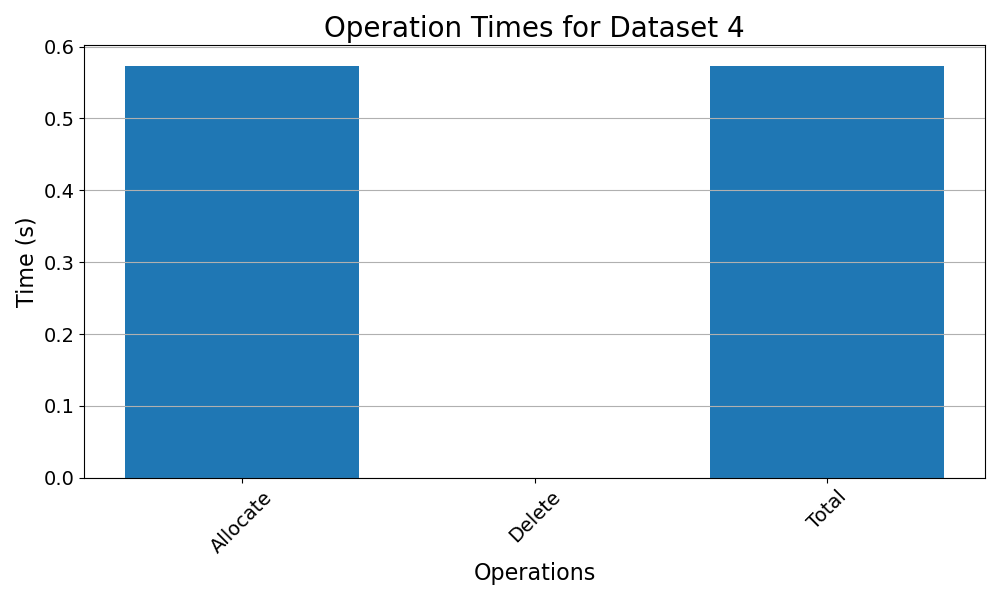 Operation Times for Dataset 4
0.6
0.5
0.4
0.3
0.2
0.1
0.0
Time (s)
Allocate
Delete
Total
Operations